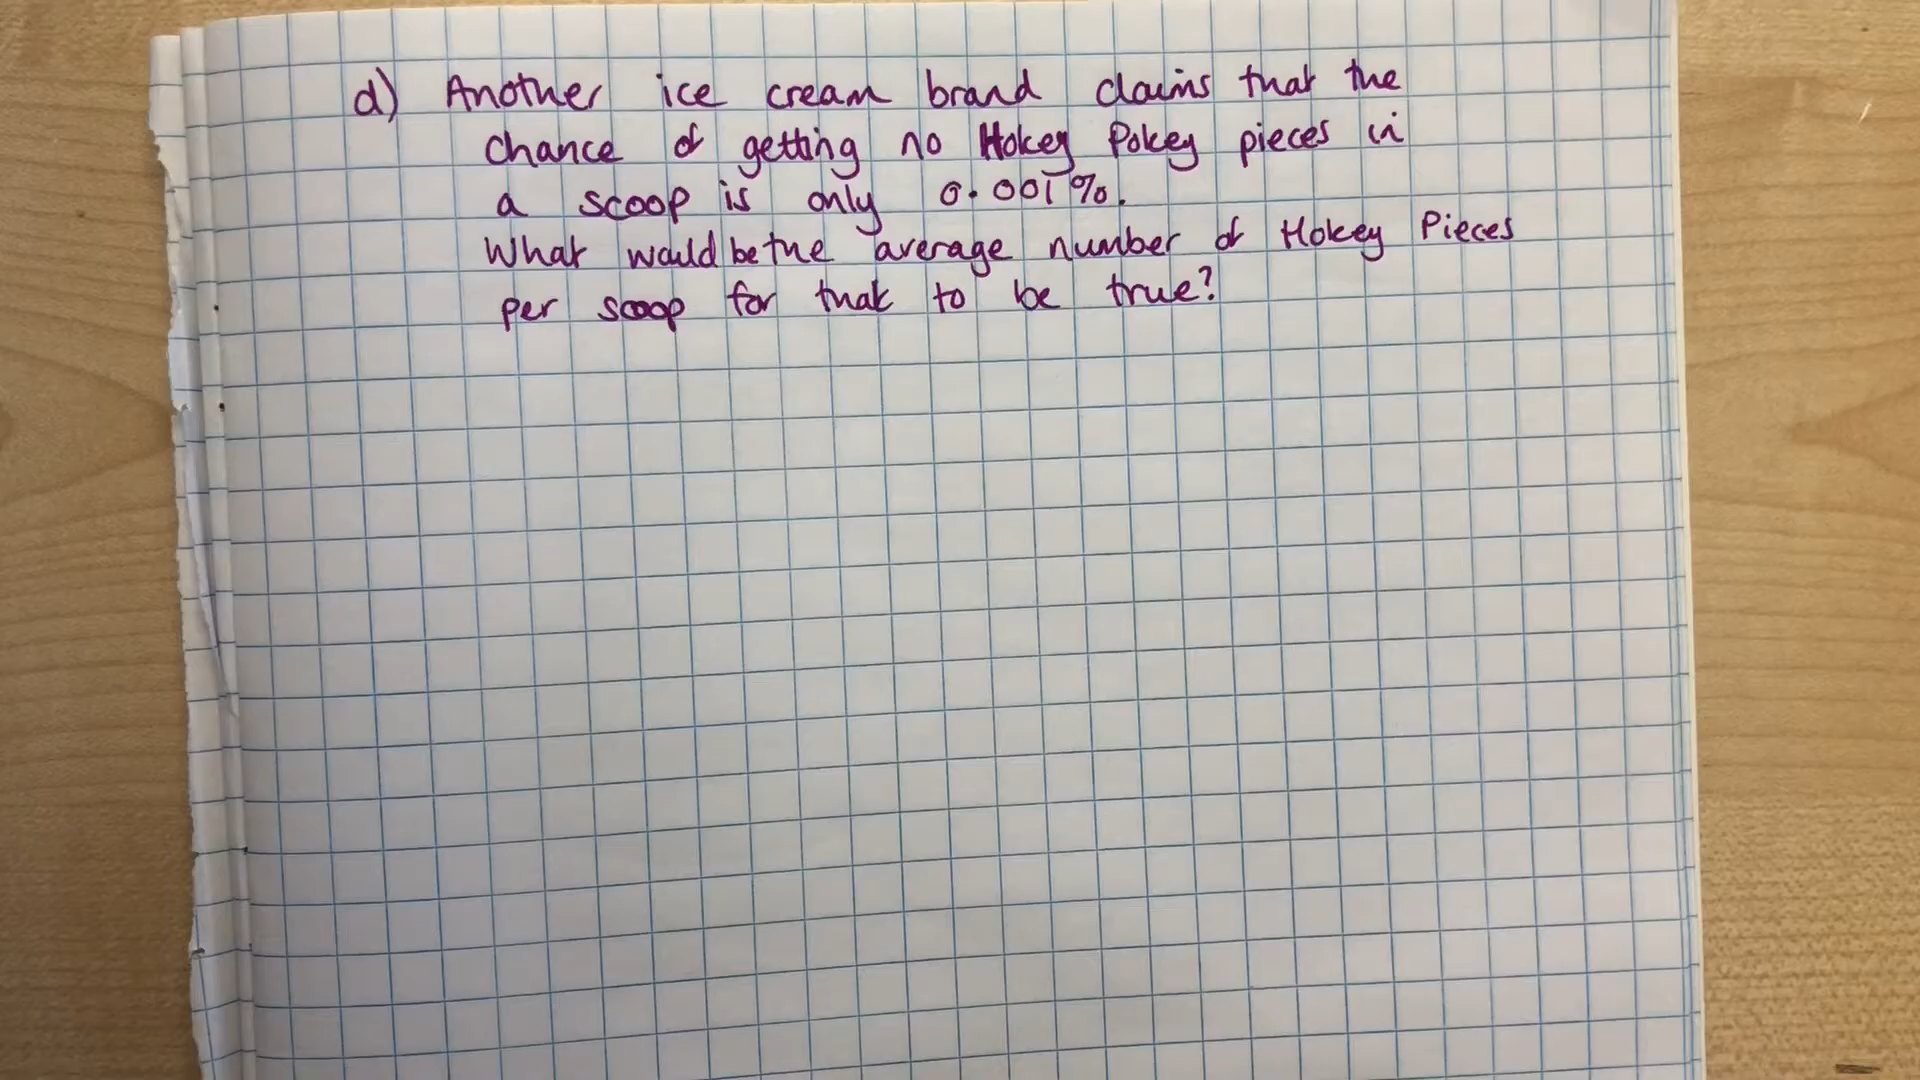 d) Another ice cream brand claims that the
chance of getting no Hokey Pokey pieces in
a scoop is only 0.001%.
What would be the average number of Hokey Pieces
per scoop for that to be true?